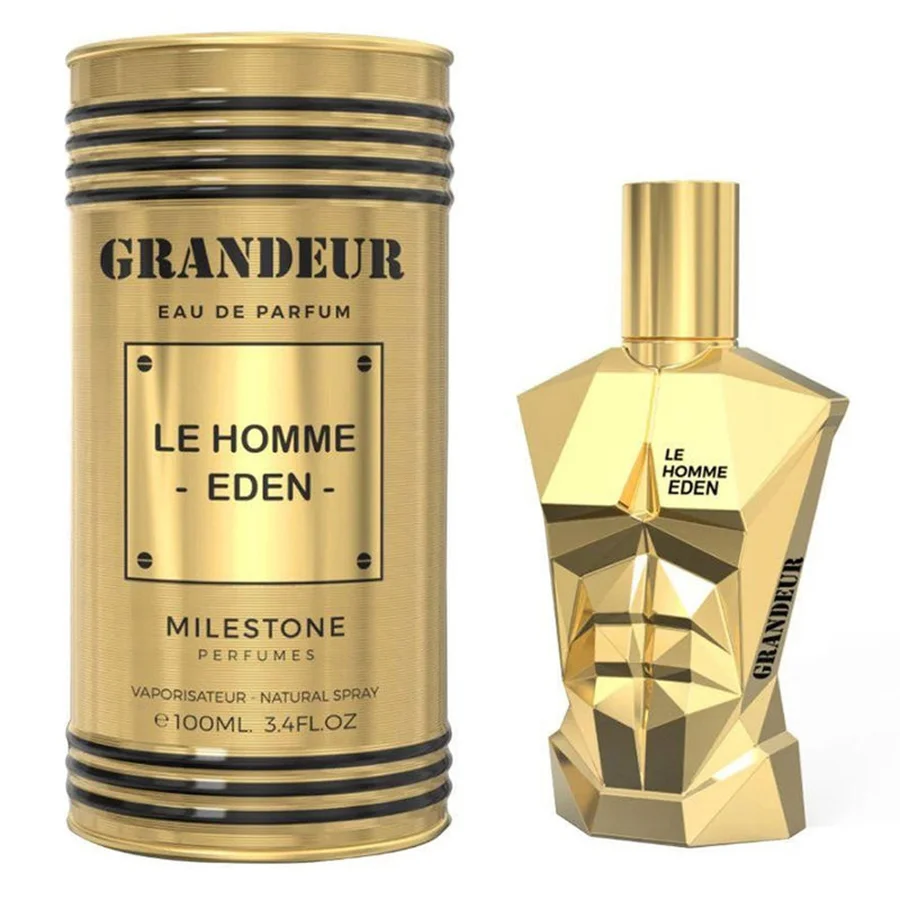 GRANDEUR
EAU DE PARFUM
LE HOMME
- EDEN -
MILESTONE
PERFUMES
VAPORISATEUR - NATURAL SPRAY
℮100ML. 3.4FL.OZ
LE
HOMME
EDEN
GRANDEUR